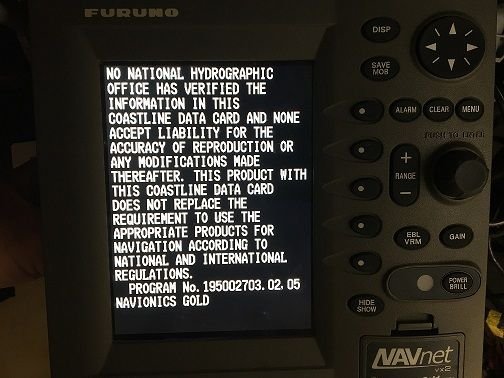 FURUNO
NO NATIONAL HYDROGRAPHIC
OFFICE HAS VERIFIED THE
INFORMATION IN THIS
COASTLINE DATA CARD AND NONE
ACCEPT LIABILITY FOR THE
ACCURACY OF REPRODUCTION OR
ANY MODIFICATIONS MADE
THEREAFTER. THIS PRODUCT WITH
THIS COASTLINE DATA CARD
DOES NOT REPLACE THE
REQUIREMENT TO USE THE
APPROPRIATE PRODUCTS FOR
NAVIGATION ACCORDING TO
NATIONAL AND INTERNATIONAL
REGULATIONS.
PROGRAM No.195002703.02,05
NAVIONICS GOLD
DISP
SAVE
MOB
ALARM CLEAR MENU
PUSH TO ENTER
+
RANGE
−
EBL
VRM
GAIN
POWER
BRILL
HIDE
SHOW
NAVnet
vx2